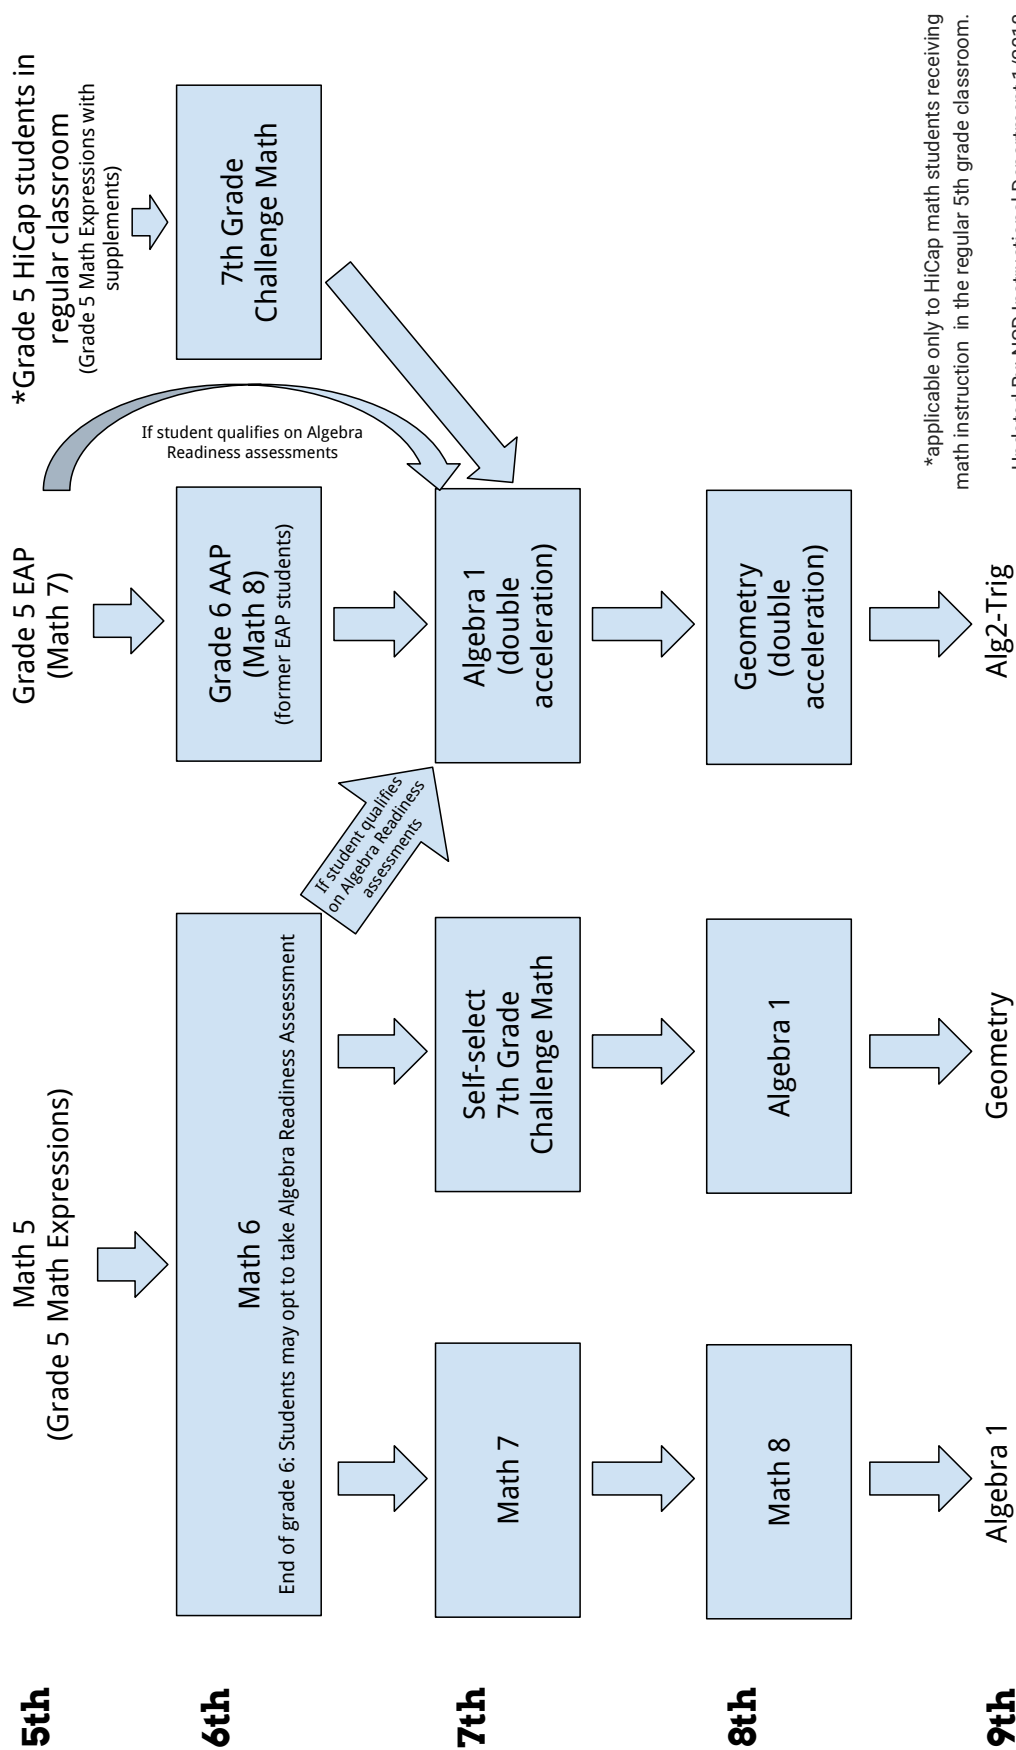 5th
Math 5
(Grade 5 Math Expressions)
Grade 5 EAP
(Math 7)
*Grade 5 HiCap students in
regular classroom
(Grade 5 Math Expressions with
supplements)
6th
Math 6
End of grade 6: Students may opt to take Algebra Readiness Assessment
Grade 6 AAP
(Math 8)
(former EAP students)
If student qualifies on Algebra
Readiness assessments
7th Grade
Challenge Math
If student qualifies
on Algebra Readiness
assessments
7th
Math 7
Self-select
7th Grade
Challenge Math
Algebra 1
(double
acceleration)
8th
Math 8
Algebra 1
Geometry
(double
acceleration)
9th
Algebra 1
Geometry
Alg2-Trig
*applicable only to HiCap math students receiving
math instruction in the regular 5th grade classroom.